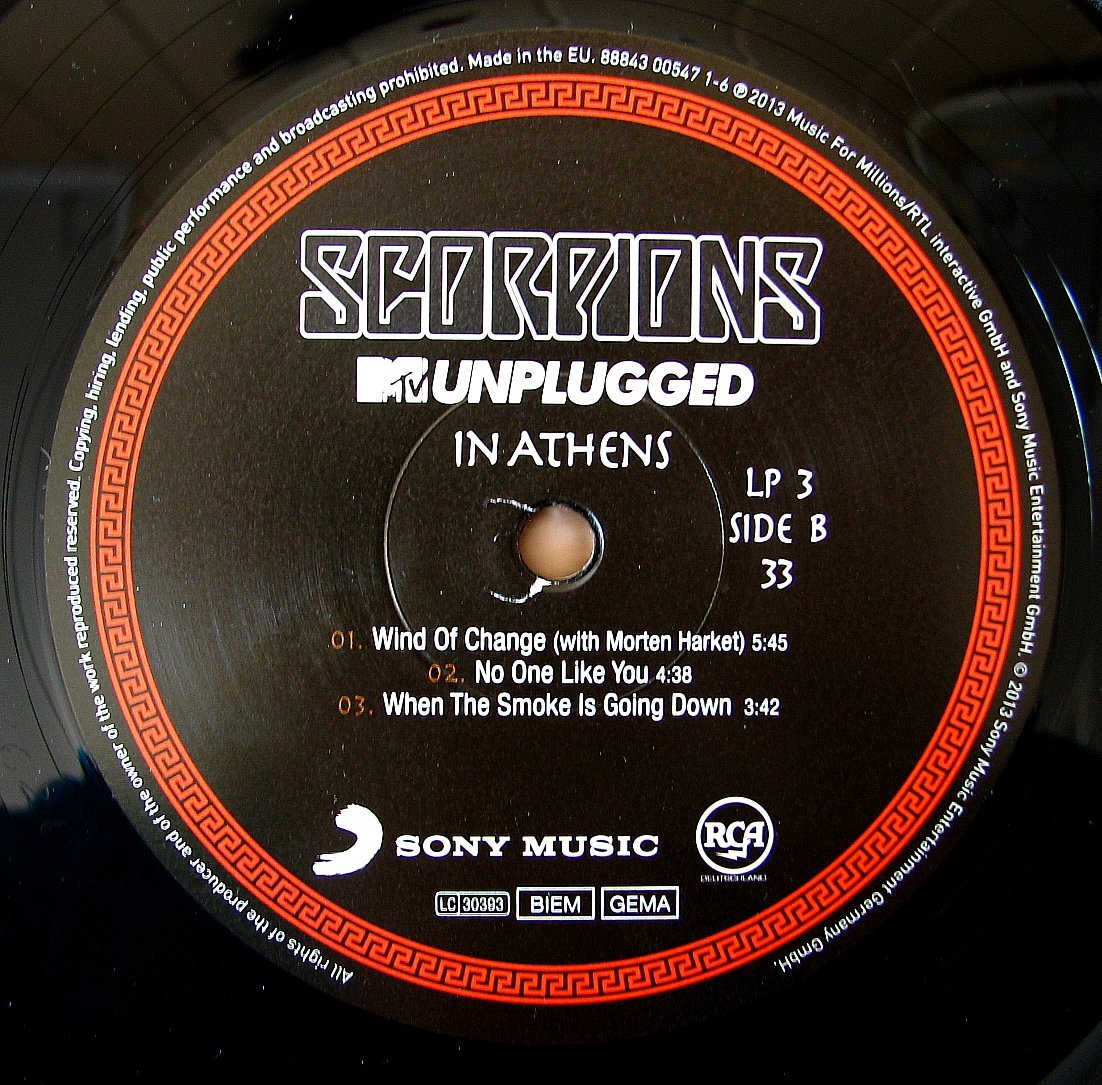 All rights of the producer and of the owner of the work reproduced reserved. Copying, hiring, lending, public performance and broadcasting prohibited. Made in the EU. 88843 00547 1-6 ℗ 2013 Music For Millions/RTL interactive GmbH and Sony Music Entertainment GmbH. © 2013 Sony Music Entertainment Germany GmbH.
SCORPIONS
MTV UNPLUGGED
IN ATHENS
LP 3
SIDE B
33
01. Wind Of Change (with Morten Harket) 5:45
02. No One Like You 4:38
03. When The Smoke Is Going Down 3:42
SONY MUSIC
RCA
DEUTSCHLAND
LC 30393 BIEM GEMA